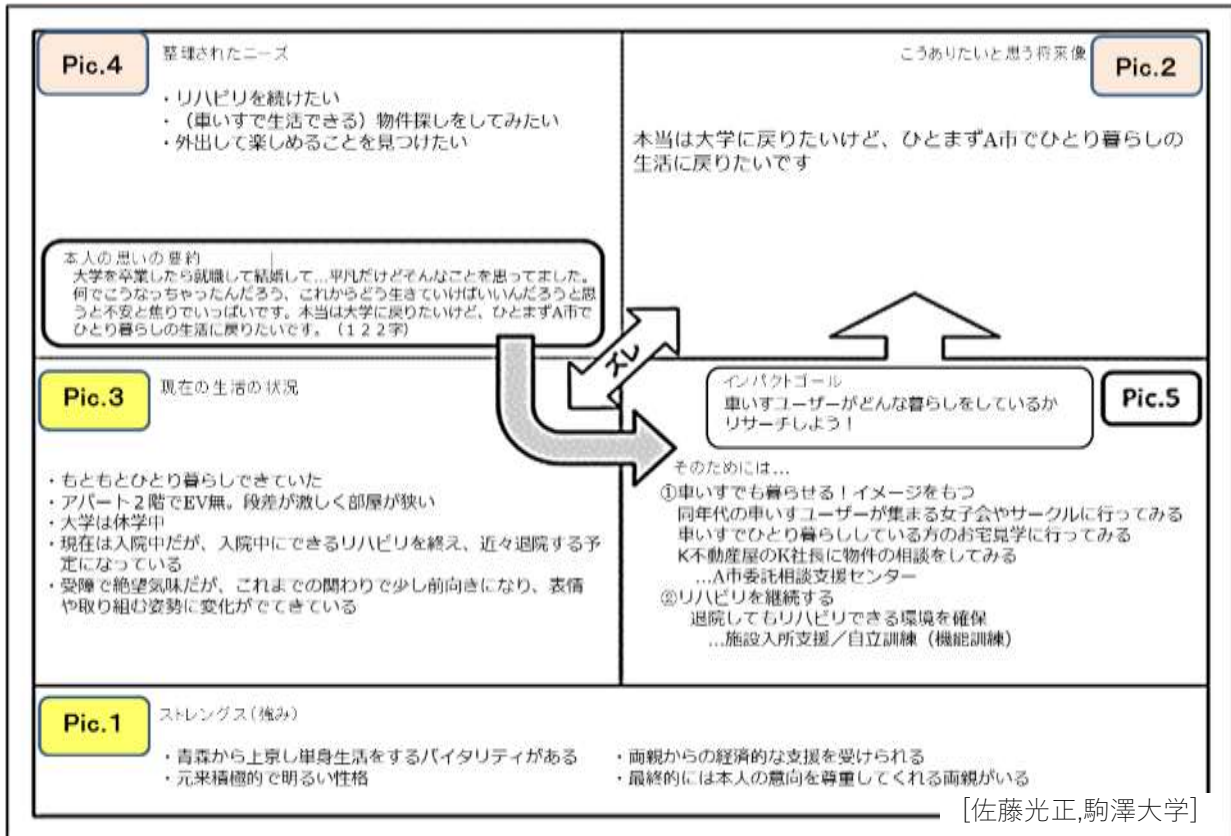 Pic.4
整理されたニーズ
・リハビリを続けたい
・（車いすで生活できる）物件探しをしてみたい
・外出して楽しめることを見つけたい
本人の思いの要約
大学を卒業したら就職して結婚して…平凡だけどそんなことを思ってました。
何でこうなっちゃったんだろう、これからどう生きていけばいいんだろうと思
うと不安と焦りでいっぱいです。本当は大学に戻りたいけど、ひとまずA市で
ひとり暮らしの生活に戻りたいです。（１２２字）
こうありたいと思う将来像
Pic.2
本当は大学に戻りたいけど、ひとまずA市でひとり暮らしの
生活に戻りたいです
ズレ
Pic.3
現在の生活の状況
・もともとひとり暮らしできていた
・アパート２階でEV無。段差が激しく部屋が狭い
・大学は休学中
・現在は入院中だが、入院中にできるリハビリを終え、近々退院する予
定になっている
・受障で絶望気味だが、これまでの関わりで少し前向きになり、表情
や取り組む姿勢に変化がでてきている
インパクトゴール
車いすユーザーがどんな暮らしをしているか
リサーチしよう！
Pic.5
そのためには…
①車いすでも暮らせる！イメージをもつ
同年代の車いすユーザーが集まる女子会やサークルに行ってみる
車いすでひとり暮らししている方のお宅見学に行ってみる
K不動産屋のK社長に物件の相談をしてみる
…A市委託相談支援センター
②リハビリを継続する
退院してもリハビリできる環境を確保
…施設入所支援／自立訓練（機能訓練）
Pic.1
ストレングス(強み)
・青森から上京し単身生活をするバイタリティがある
・元来積極的で明るい性格
・両親からの経済的な支援を受けられる
・最終的には本人の意向を尊重してくれる両親がいる
[佐藤光正,駒澤大学]